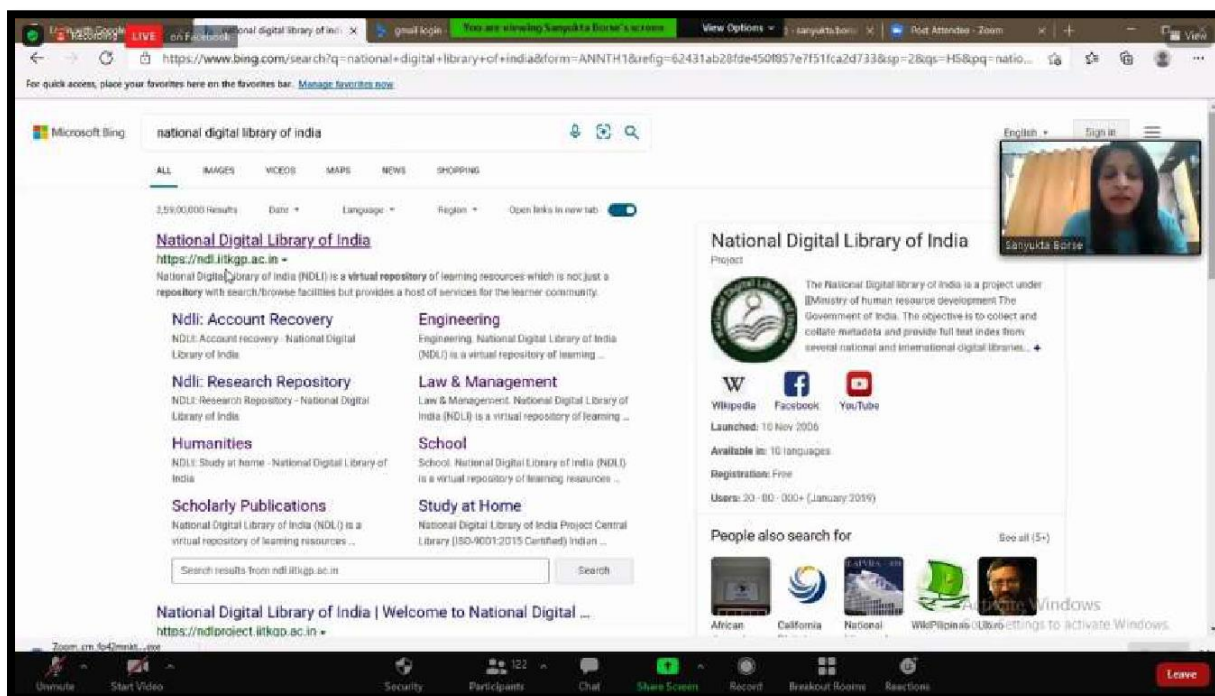 Recording LIVE on Facebook
national digital library of indi
gmail login
You are viewing Sanyukta Borse's screen
View Options
Post Attendee - Zoom
View
https://www.bing.com/search?q=national+digital+library+of+india&form=ANNTH1&refig=62431ab28fde450f857e7f51fca2d733&sp=2&qs=HS&pq=natio...
For quick access, place your favorites here on the favorites bar. Manage favorites now
Microsoft Bing
national digital library of india
English
Sign in
ALL IMAGES VIDEOS MAPS NEWS SHOPPING
2,59,00,000 Results Date Language Region Open links in new tab
National Digital Library of India
https://ndl.iitkgp.ac.in
National Digital Library of India (NDLI) is a virtual repository of learning resources which is not just a
repository with search/browse facilities but provides a host of services for the learner community.
Ndli: Account Recovery
NDLI: Account recovery - National Digital
Library of India
Engineering
Engineering. National Digital Library of India
(NDLI) is a virtual repository of learning ...
Ndli: Research Repository
NDLI: Research Repository - National Digital
Library of India
Law & Management
Law & Management. National Digital Library of
India (NDLI) is a virtual repository of learning ...
Humanities
NDLI: Study at home - National Digital Library of
India
School
School. National Digital Library of India (NDLI)
is a virtual repository of learning resources ...
Scholarly Publications
National Digital Library of India (NDLI) is a
virtual repository of learning resources ...
Study at Home
National Digital Library of India Project Central
Library (ISO-9001:2015 Certified) Indian ...
Search results from ndl.iitkgp.ac.in
Search
National Digital Library of India | Welcome to National Digital ...
https://ndlproject.iitkgp.ac.in
Sanyukta Borse
National Digital Library of India
Project
The National Digital library of India is a project under
[[Ministry of human resource development The
Government of India. The objective is to collect and
collate metadata and provide full text index from
several national and international digital libraries... +
Wikipedia Facebook YouTube
Launched: 10 Nov 2006
Available in: 10 languages
Registration: Free
Users: 20 - 80 - 000+ (January 2019)
People also search for
See all (5+)
African California National WikiPilipinas
Activate Windows
Settings to activate Windows.
Unmute
Start Video
Security
122
Participants
Chat
Share Screen
Record
Breakout Rooms
Reactions
Leave